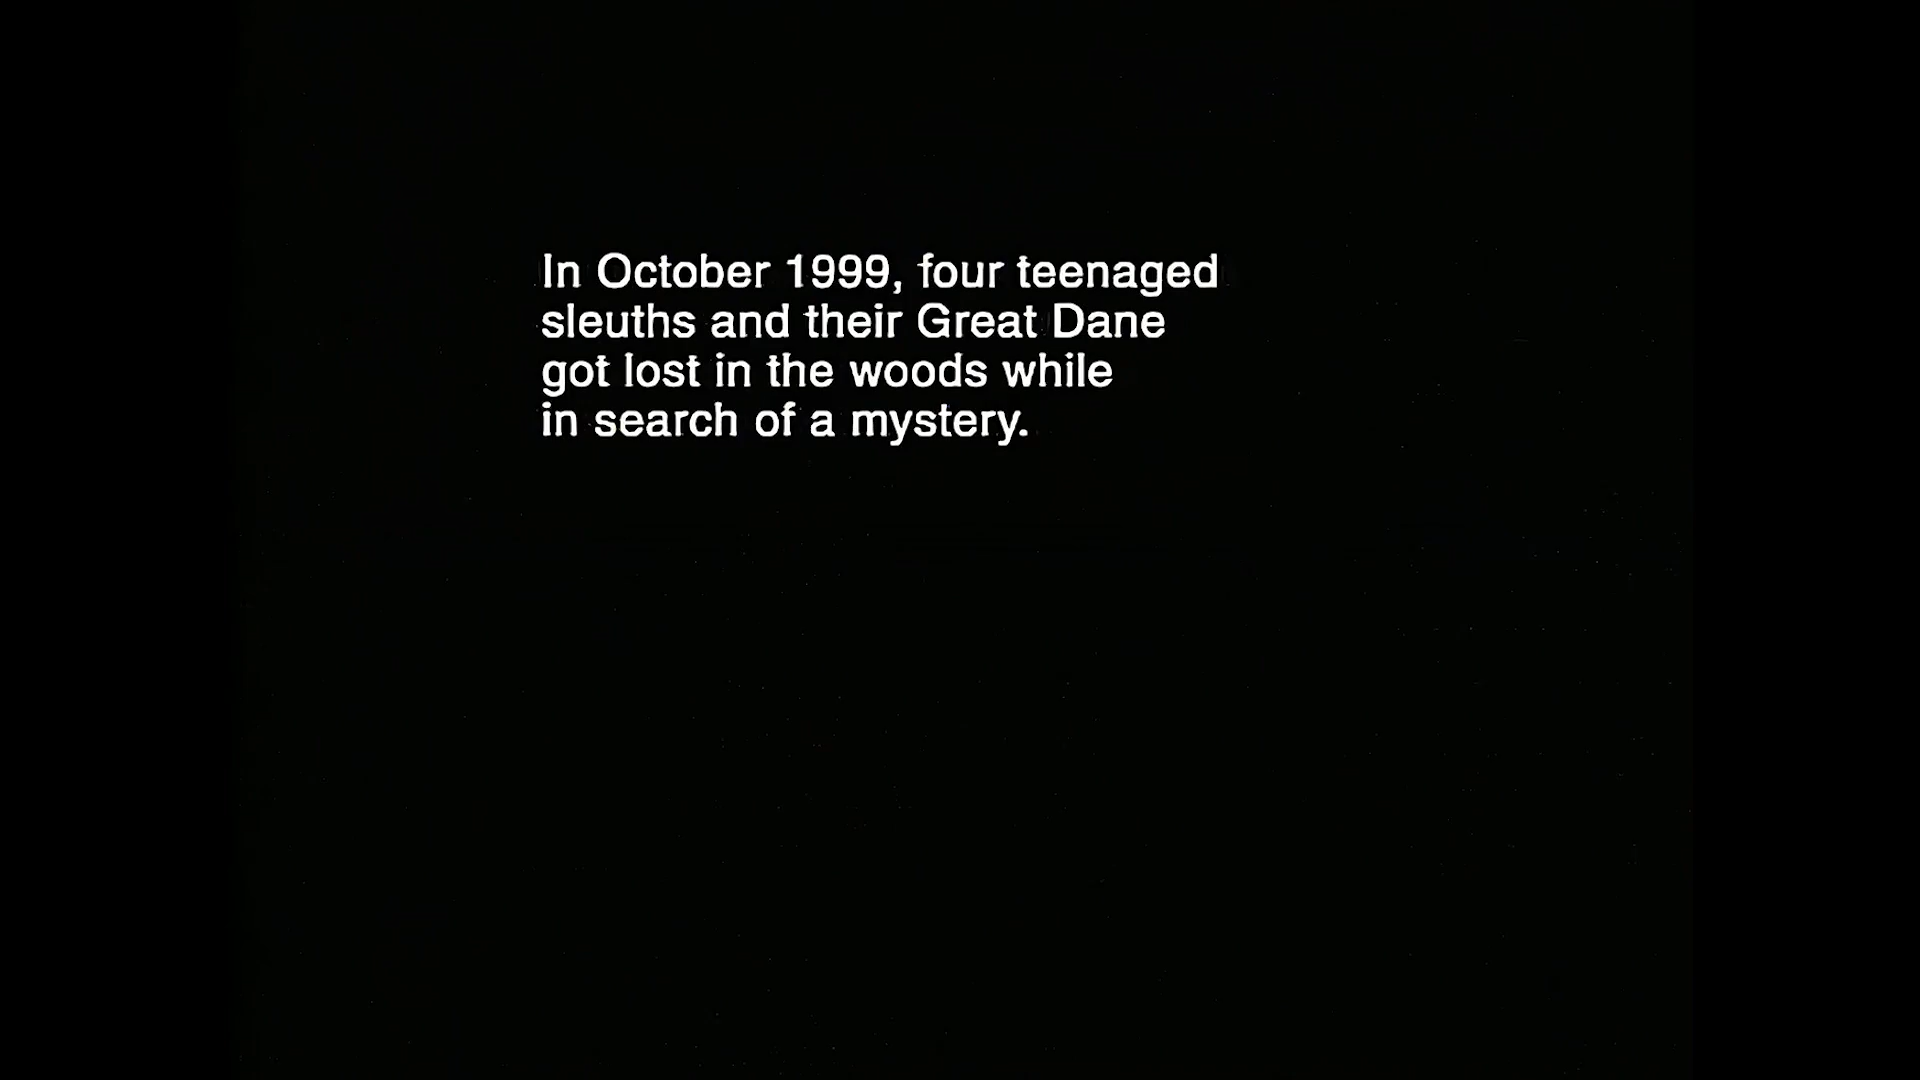 In October 1999, four teenaged
sleuths and their Great Dane
got lost in the woods while
in search of a mystery.